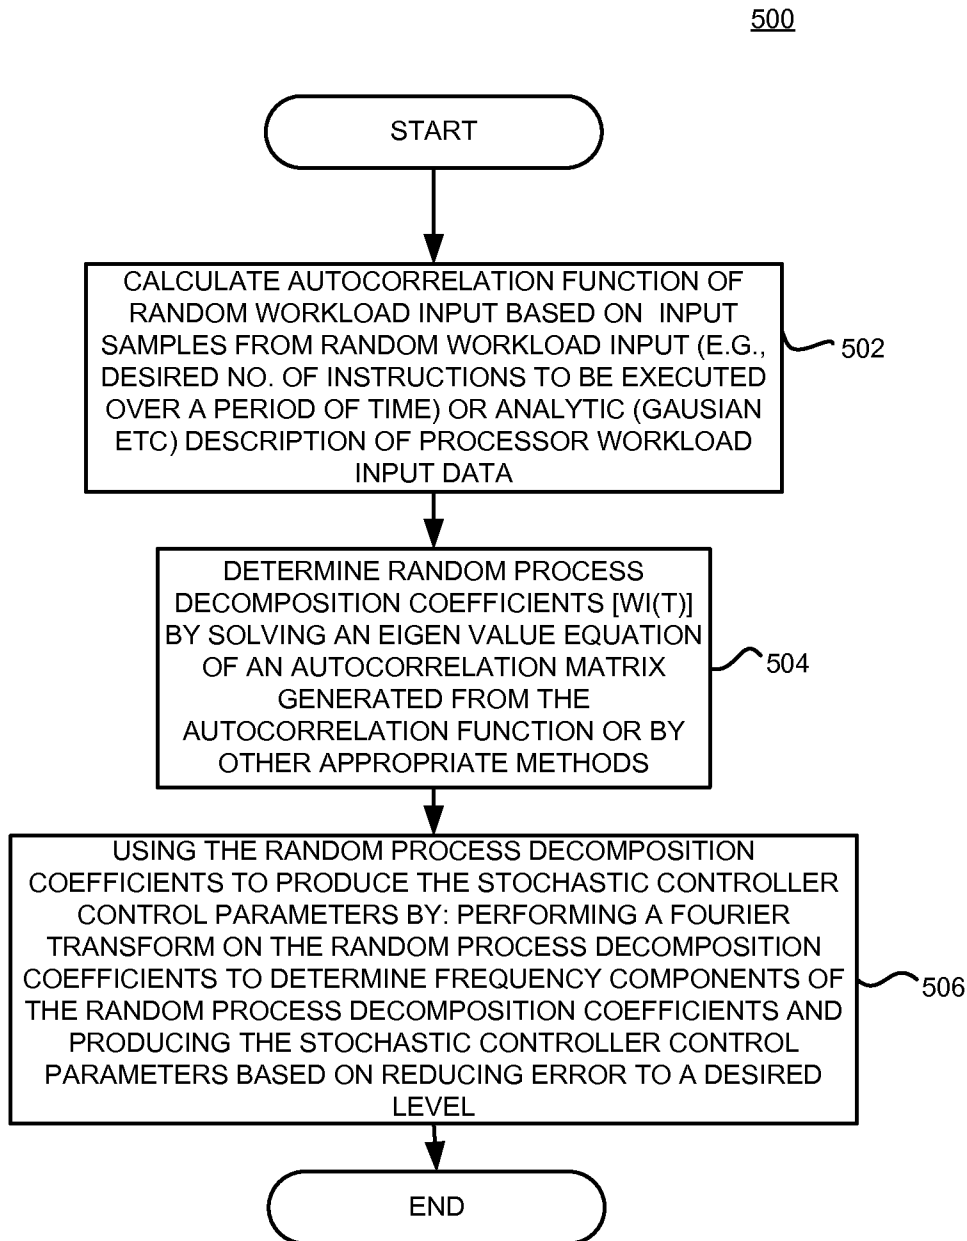 500
START
CALCULATE AUTOCORRELATION FUNCTION OF
RANDOM WORKLOAD INPUT BASED ON INPUT
SAMPLES FROM RANDOM WORKLOAD INPUT (E.G.,
DESIRED NO. OF INSTRUCTIONS TO BE EXECUTED
OVER A PERIOD OF TIME) OR ANALYTIC (GAUSIAN
ETC) DESCRIPTION OF PROCESSOR WORKLOAD
INPUT DATA
502
DETERMINE RANDOM PROCESS
DECOMPOSITION COEFFICIENTS [WI(T)]
BY SOLVING AN EIGEN VALUE EQUATION
OF AN AUTOCORRELATION MATRIX
GENERATED FROM THE
AUTOCORRELATION FUNCTION OR BY
OTHER APPROPRIATE METHODS
504
USING THE RANDOM PROCESS DECOMPOSITION
COEFFICIENTS TO PRODUCE THE STOCHASTIC CONTROLLER
CONTROL PARAMETERS BY: PERFORMING A FOURIER
TRANSFORM ON THE RANDOM PROCESS DECOMPOSITION
COEFFICIENTS TO DETERMINE FREQUENCY COMPONENTS OF
THE RANDOM PROCESS DECOMPOSITION COEFFICIENTS AND
PRODUCING THE STOCHASTIC CONTROLLER CONTROL
PARAMETERS BASED ON REDUCING ERROR TO A DESIRED
LEVEL
506
END